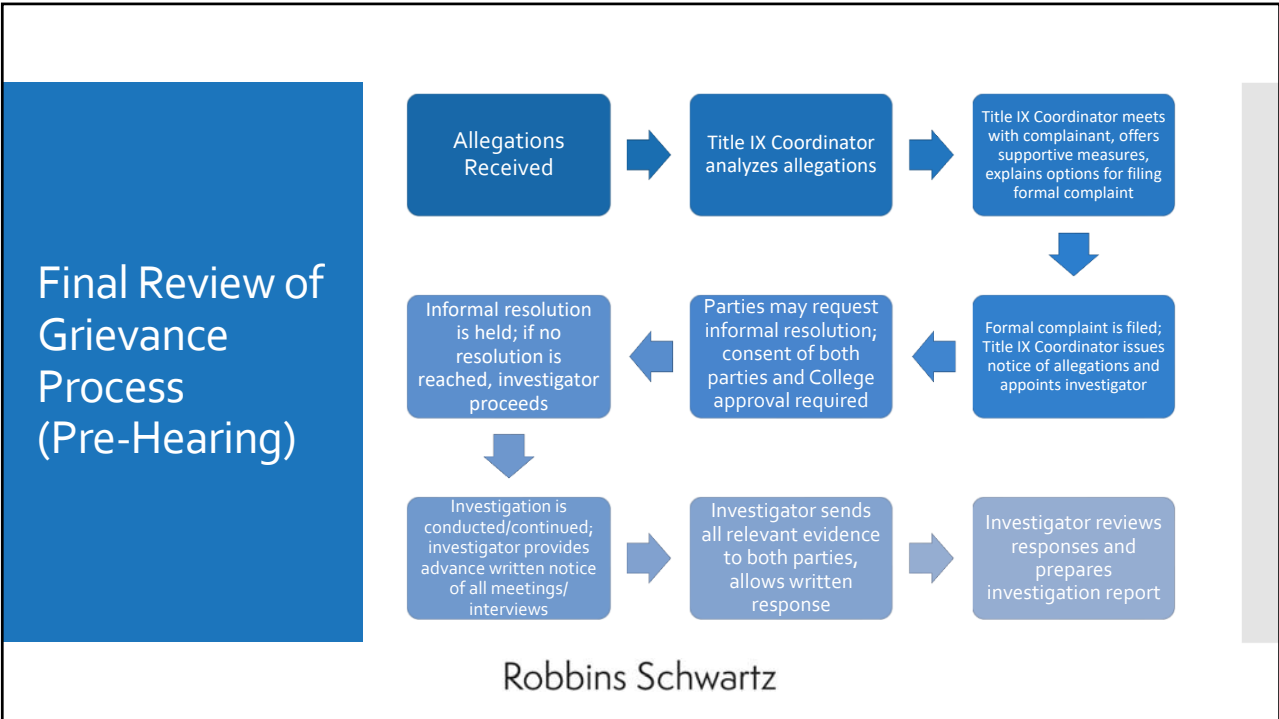 Final Review of
Grievance
Process
(Pre-Hearing)
Allegations
Received
Title IX Coordinator
analyzes allegations
Title IX Coordinator meets
with complainant, offers
supportive measures,
explains options for filing
formal complaint
Formal complaint is filed;
Title IX Coordinator issues
notice of allegations and
appoints investigator
Parties may request
informal resolution;
consent of both
parties and College
approval required
Informal resolution
is held; if no
resolution is
reached, investigator
proceeds
Investigation is
conducted/continued;
investigator provides
advance written notice
of all meetings/
interviews
Investigator sends
all relevant evidence
to both parties,
allows written
response
Investigator reviews
responses and
prepares
investigation report
Robbins Schwartz